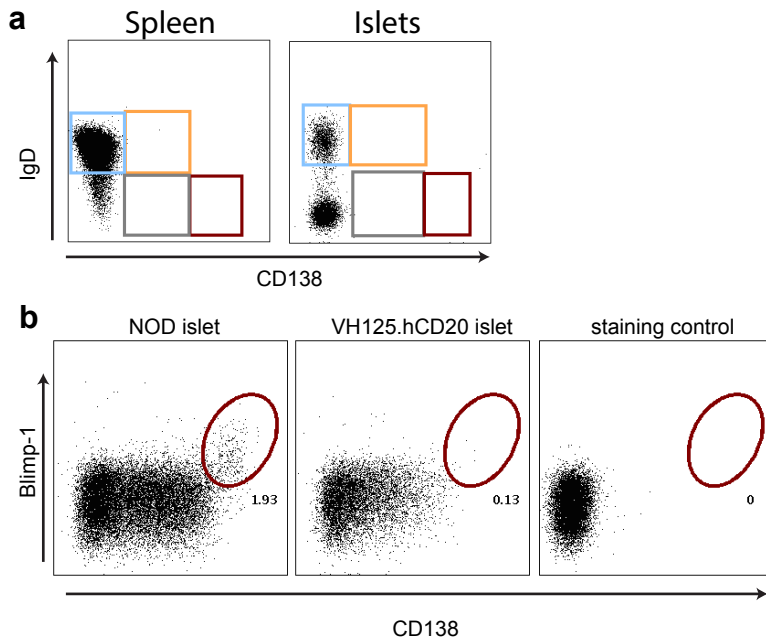 a
Spleen
Islets
IgD
CD138
b
NOD islet
VH125.hCD20 islet
staining control
Blimp-1
1.93
0.13
0
CD138